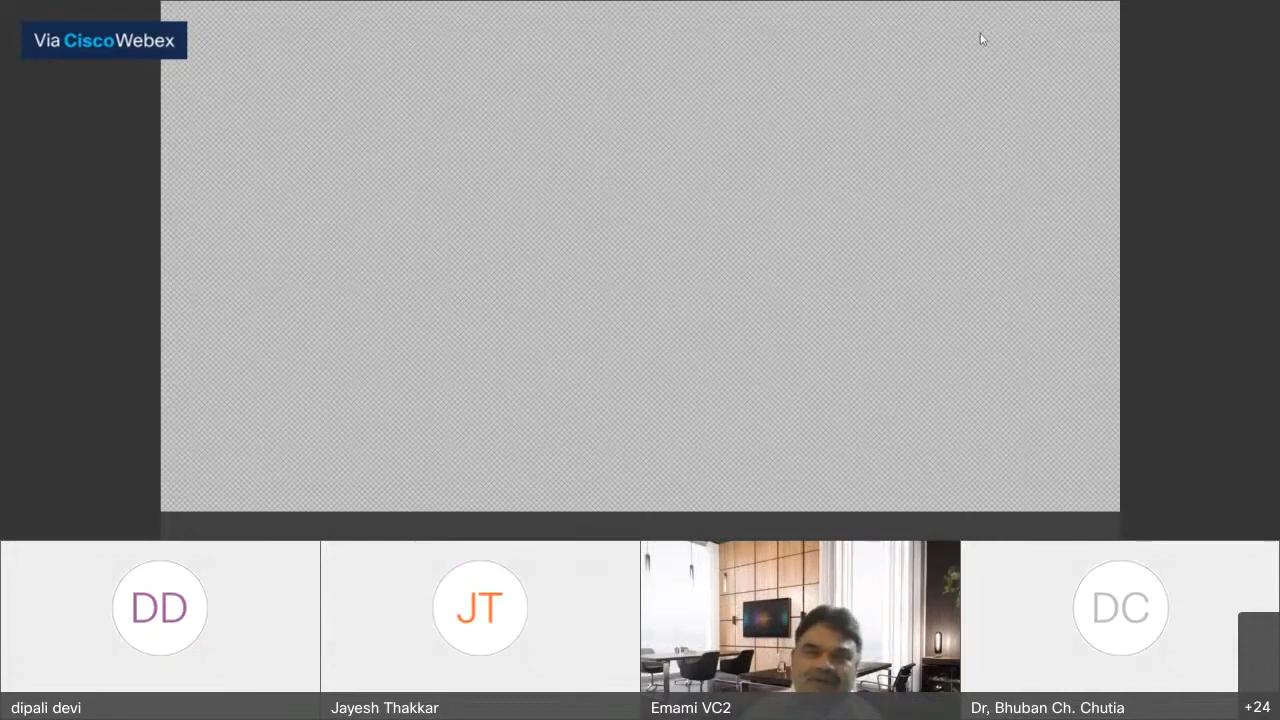 Via CiscoWebex
DD
JT
DC
dipali devi
Jayesh Thakkar
Emami VC2
Dr, Bhuban Ch. Chutia
+24